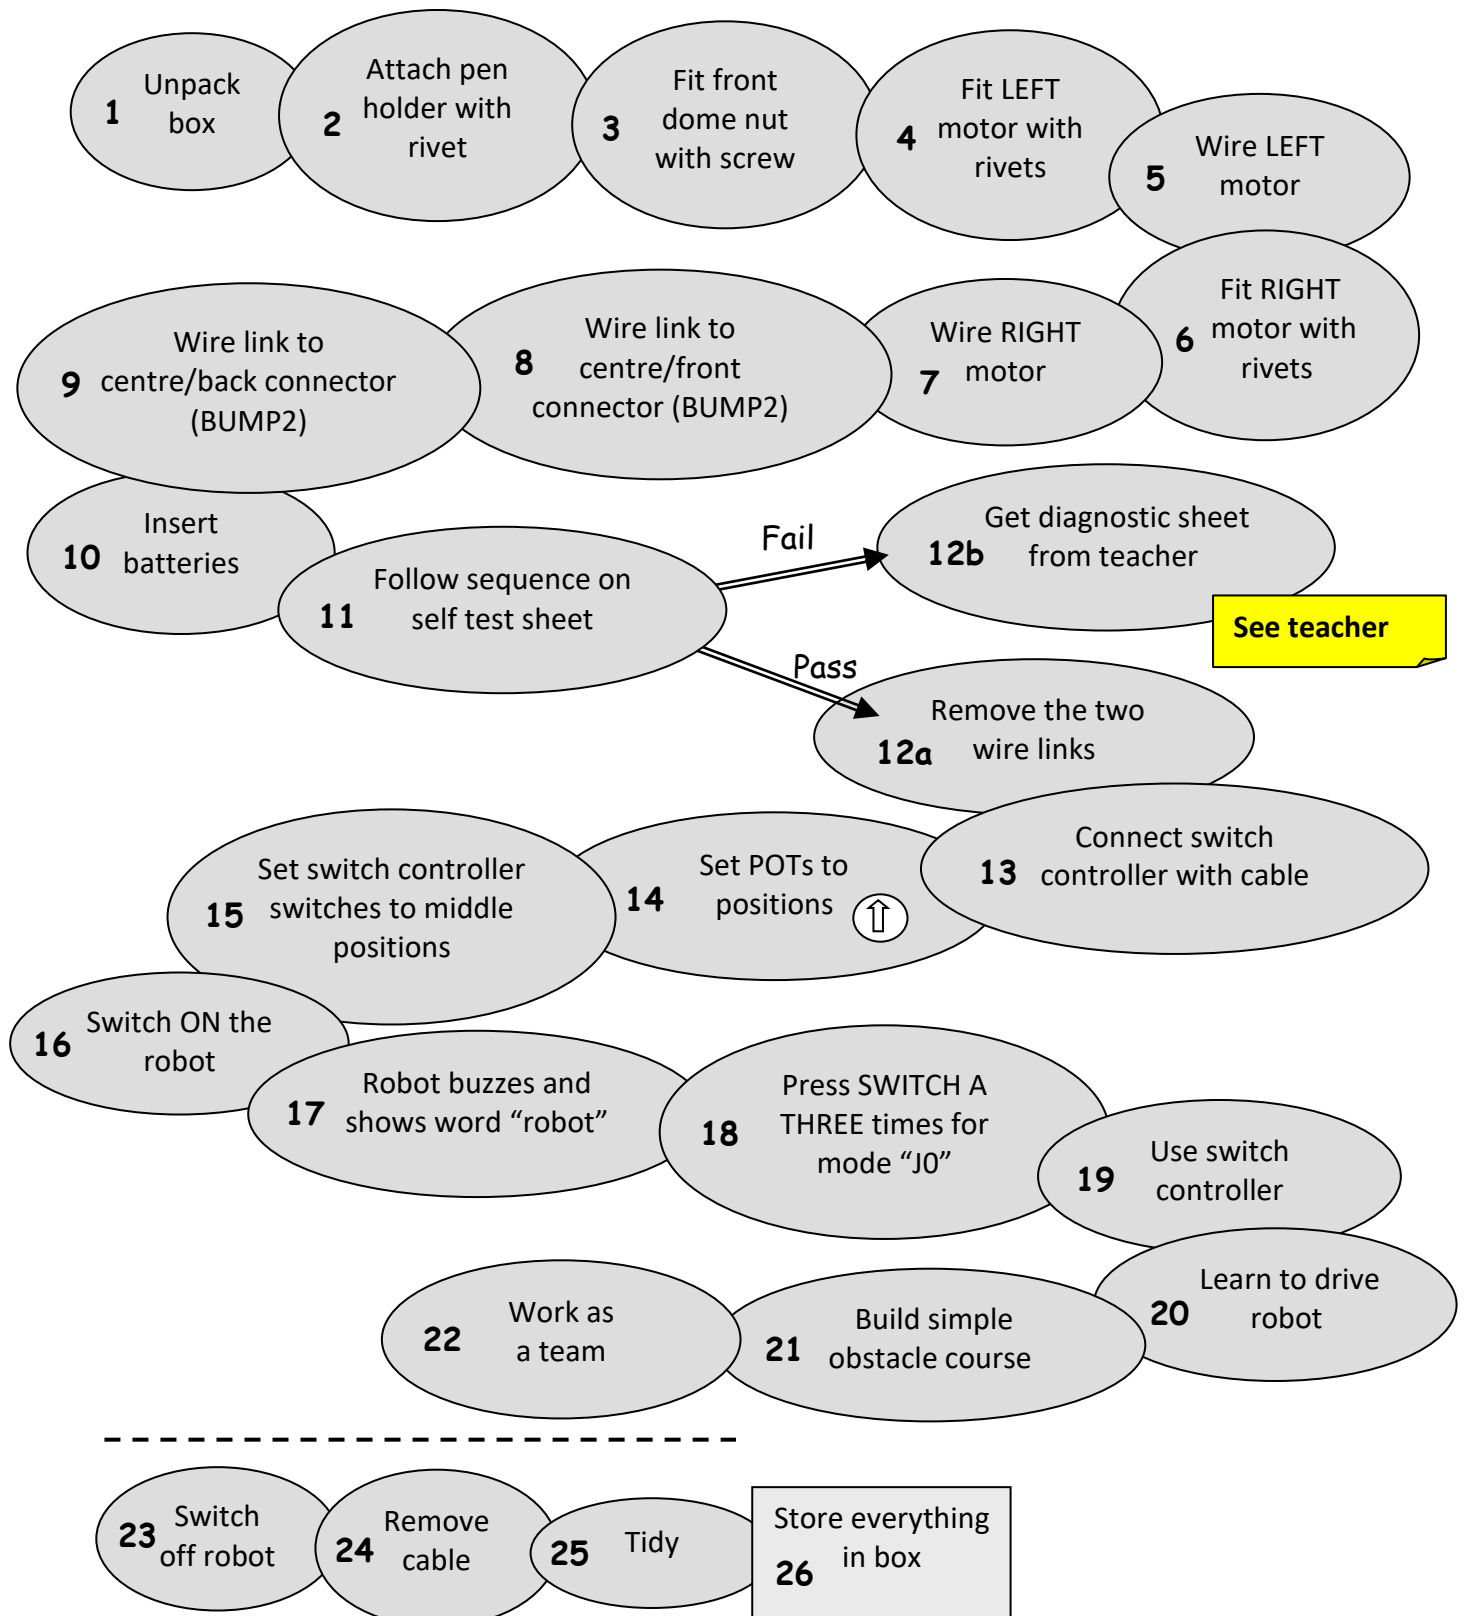 1
Unpack
box
2
Attach pen
holder with
rivet
3
Fit front
dome nut
with screw
4
Fit LEFT
motor with
rivets
5
Wire LEFT
motor
6
Fit RIGHT
motor with
rivets
7
Wire RIGHT
motor
8
Wire link to
centre/front
connector (BUMP2)
9
Wire link to
centre/back connector
(BUMP2)
10
Insert
batteries
11
Follow sequence on
self test sheet
Fail
12b
Get diagnostic sheet
from teacher
See teacher
Pass
12a
Remove the two
wire links
13
Connect switch
controller with cable
14
Set POTs to
positions
15
Set switch controller
switches to middle
positions
16
Switch ON the
robot
17
Robot buzzes and
shows word “robot”
18
Press SWITCH A
THREE times for
mode “J0”
19
Use switch
controller
20
Learn to drive
robot
21
Build simple
obstacle course
22
Work as
a team
23
Switch
off robot
24
Remove
cable
25
Tidy
26
Store everything
in box